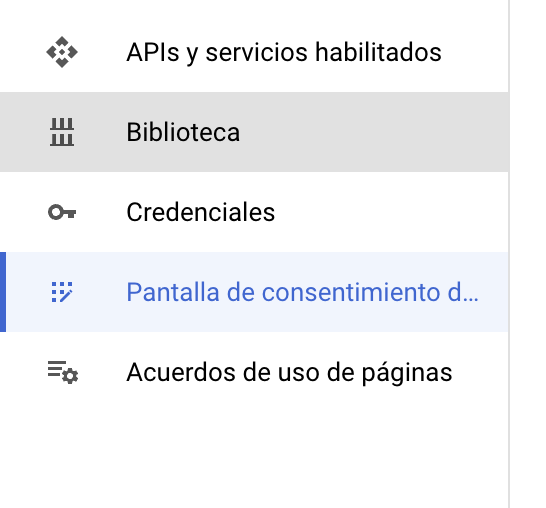 APIs y servicios habilitados
Biblioteca
Credenciales
Pantalla de consentimiento d...
Acuerdos de uso de páginas